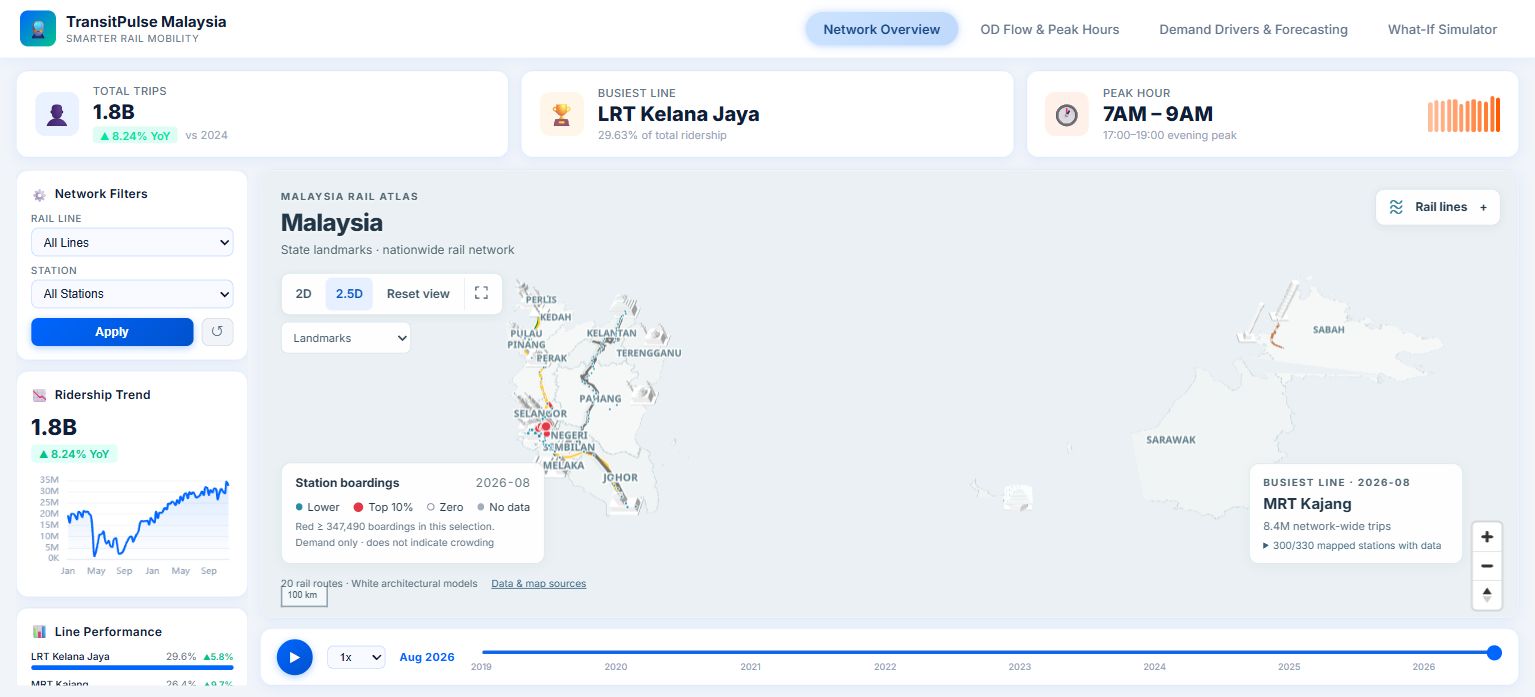 TransitPulse Malaysia
SMARTER RAIL MOBILITY
Network Overview
OD Flow & Peak Hours
Demand Drivers & Forecasting
What-If Simulator
TOTAL TRIPS
1.8B
▲ 8.24% YoY vs 2024
BUSIEST LINE
LRT Kelana Jaya
29.63% of total ridership
PEAK HOUR
7AM – 9AM
17:00–19:00 evening peak
Network Filters
RAIL LINE
All Lines
STATION
All Stations
Apply ↺
Ridership Trend
1.8B
▲ 8.24% YoY
35M
30M
25M
20M
15M
10M
5M
0K
Jan May Sep Jan May Sep
Line Performance
LRT Kelana Jaya 29.6% ▲5.8%
MRT Kajang 26.4% ▲9.7%
MALAYSIA RAIL ATLAS
Malaysia
State landmarks · nationwide rail network
Rail lines +
2D 2.5D Reset view
Landmarks
PERLIS
KEDAH
PULAU
PINANG
PERAK
KELANTAN
TERENGGANU
PAHANG
SELANGOR
NEGERI
SEMBILAN
MELAKA
JOHOR
SABAH
SARAWAK
Station boardings 2026-08
Lower Top 10% Zero No data
Red ≥ 347,490 boardings in this selection.
Demand only · does not indicate crowding
20 rail routes · White architectural models Data & map sources
100 km
BUSIEST LINE · 2026-08
MRT Kajang
8.4M network-wide trips
▶ 300/330 mapped stations with data
+
−
1x
Aug 2026
2019 2020 2021 2022 2023 2024 2025 2026